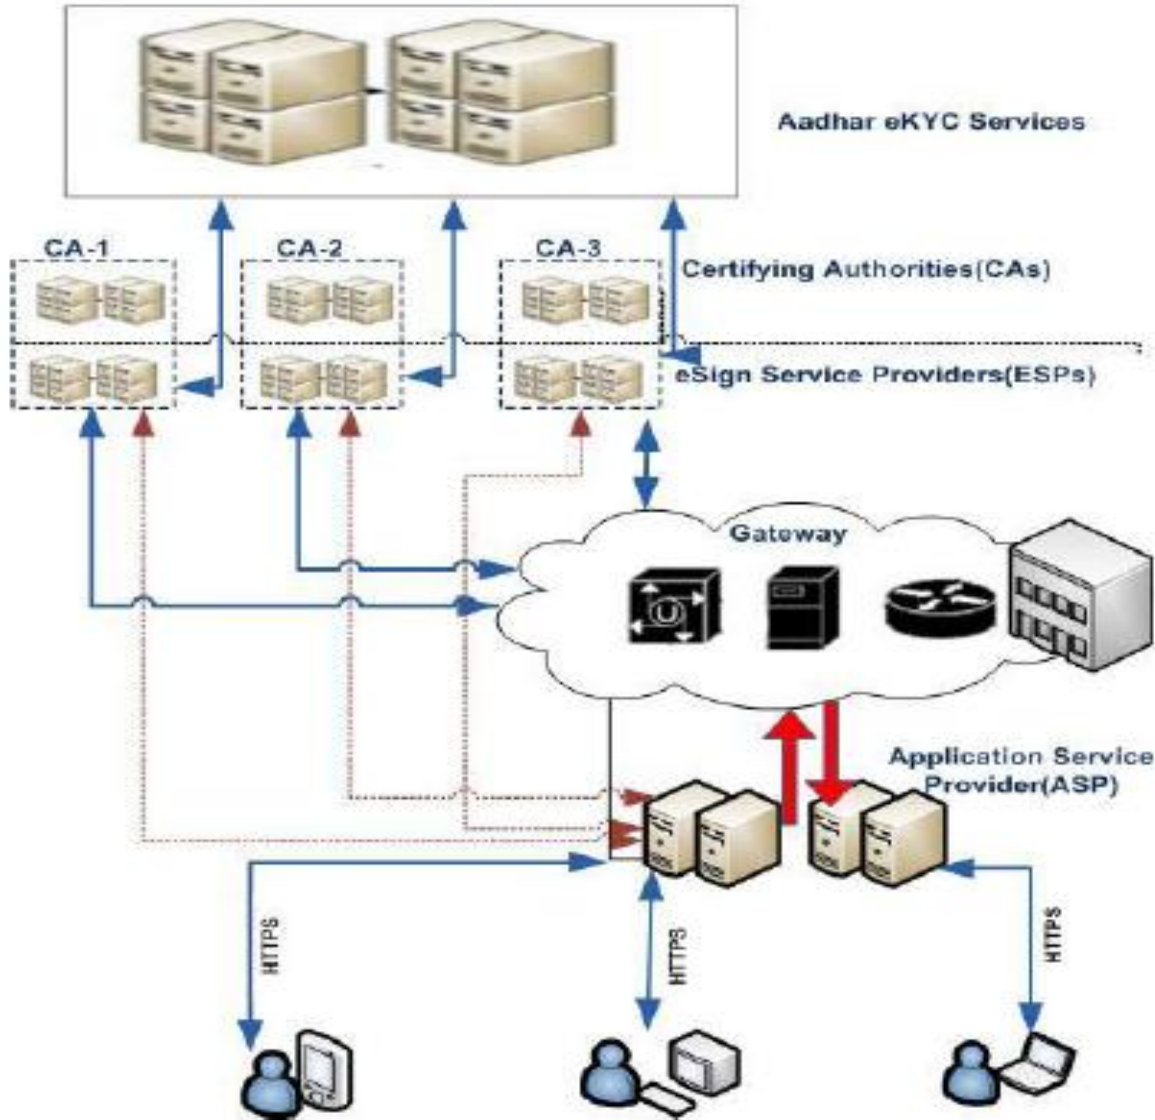 Aadhar eKYC Services
CA-1
CA-2
CA-3
Certifying Authorities(CAs)
eSign Service Providers(ESPs)
Gateway
U
Application Service
Provider(ASP)
HTTPS
HTTPS
HTTPS